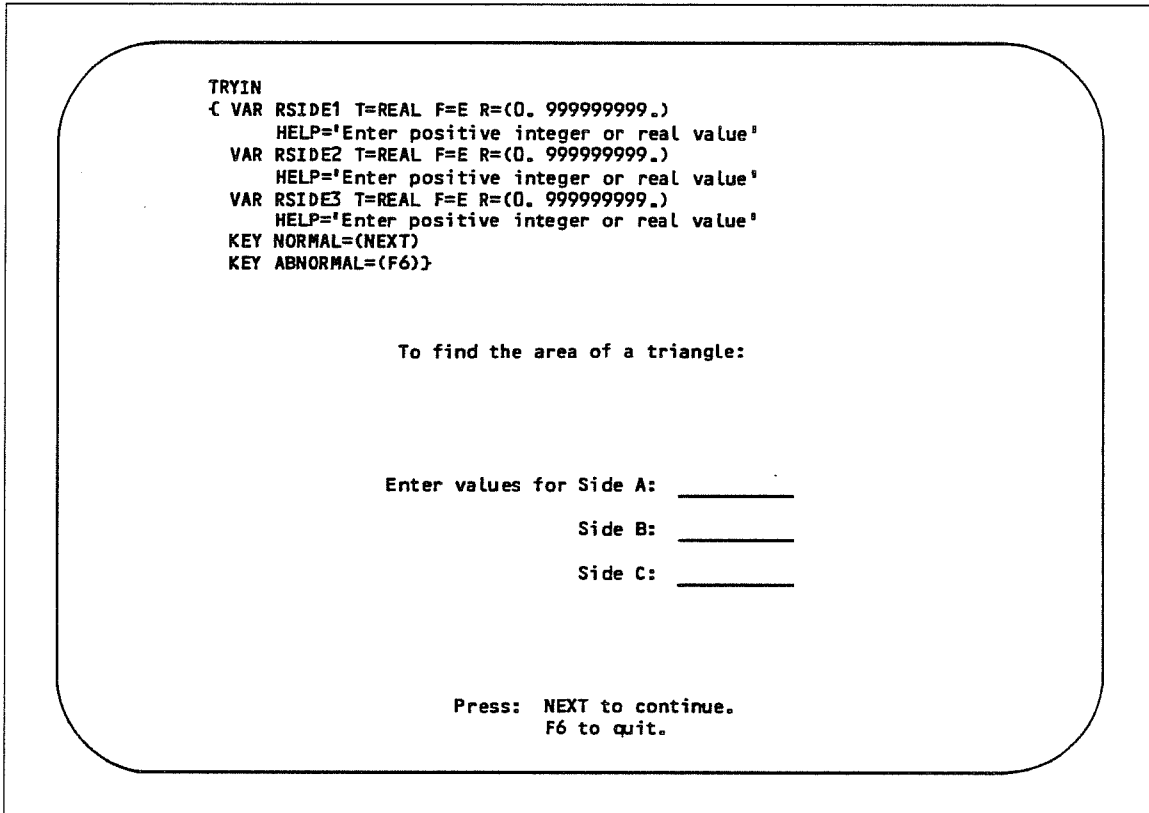 TRYIN
{ VAR RSIDE1 T=REAL F=E R=(0. 999999999.)
HELP='Enter positive integer or real value'
VAR RSIDE2 T=REAL F=E R=(0. 999999999.)
HELP='Enter positive integer or real value'
VAR RSIDE3 T=REAL F=E R=(0. 999999999.)
HELP='Enter positive integer or real value'
KEY NORMAL=(NEXT)
KEY ABNORMAL=(F6)}
To find the area of a triangle:
Enter values for Side A: __________
Side B: __________
Side C: __________
Press: NEXT to continue.
F6 to quit.